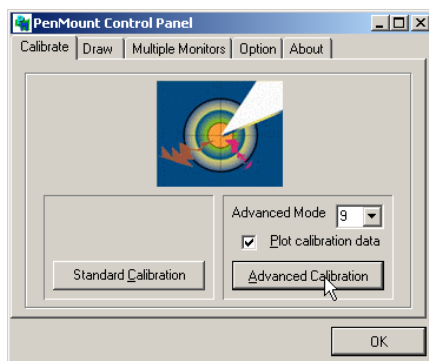 PenMount Control Panel
Calibrate Draw Multiple Monitors Option About
Advanced Mode 9
Plot calibration data
Standard Calibration Advanced Calibration
OK